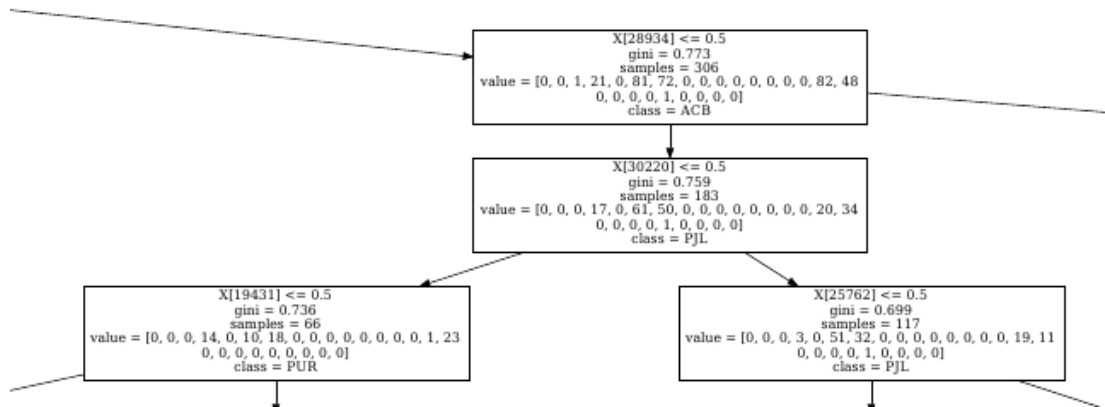 X[28934] <= 0.5
gini = 0.773
samples = 306
value = [0, 0, 1, 21, 0, 81, 72, 0, 0, 0, 0, 0, 0, 0, 0, 82, 48
0, 0, 0, 0, 1, 0, 0, 0, 0]
class = ACB
X[30220] <= 0.5
gini = 0.759
samples = 183
value = [0, 0, 0, 17, 0, 61, 50, 0, 0, 0, 0, 0, 0, 0, 0, 20, 34
0, 0, 0, 0, 1, 0, 0, 0, 0]
class = PJL
X[19431] <= 0.5
gini = 0.736
samples = 66
value = [0, 0, 0, 14, 0, 10, 18, 0, 0, 0, 0, 0, 0, 0, 0, 1, 23
0, 0, 0, 0, 0, 0, 0, 0, 0]
class = PUR
X[25762] <= 0.5
gini = 0.699
samples = 117
value = [0, 0, 0, 3, 0, 51, 32, 0, 0, 0, 0, 0, 0, 0, 0, 19, 11
0, 0, 0, 0, 1, 0, 0, 0, 0]
class = PJL